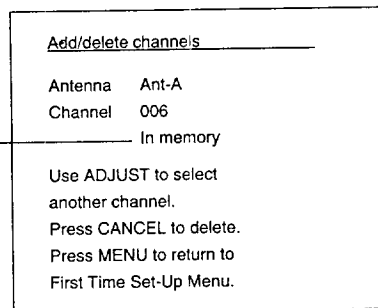 Add/delete channels
Antenna Ant-A
Channel 006
In memory
Use ADJUST to select
another channel.
Press CANCEL to delete.
Press MENU to return to
First Time Set-Up Menu.